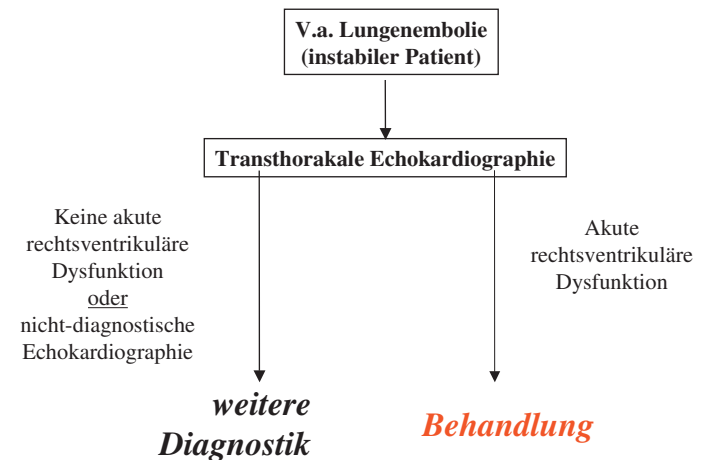 V.a. Lungenembolie
(instabiler Patient)
Transthorakale Echokardiographie
Keine akute
rechtsventrikuläre
Dysfunktion
oder
nicht-diagnostische
Echokardiographie
Akute
rechtsventrikuläre
Dysfunktion
weitere
Diagnostik
Behandlung